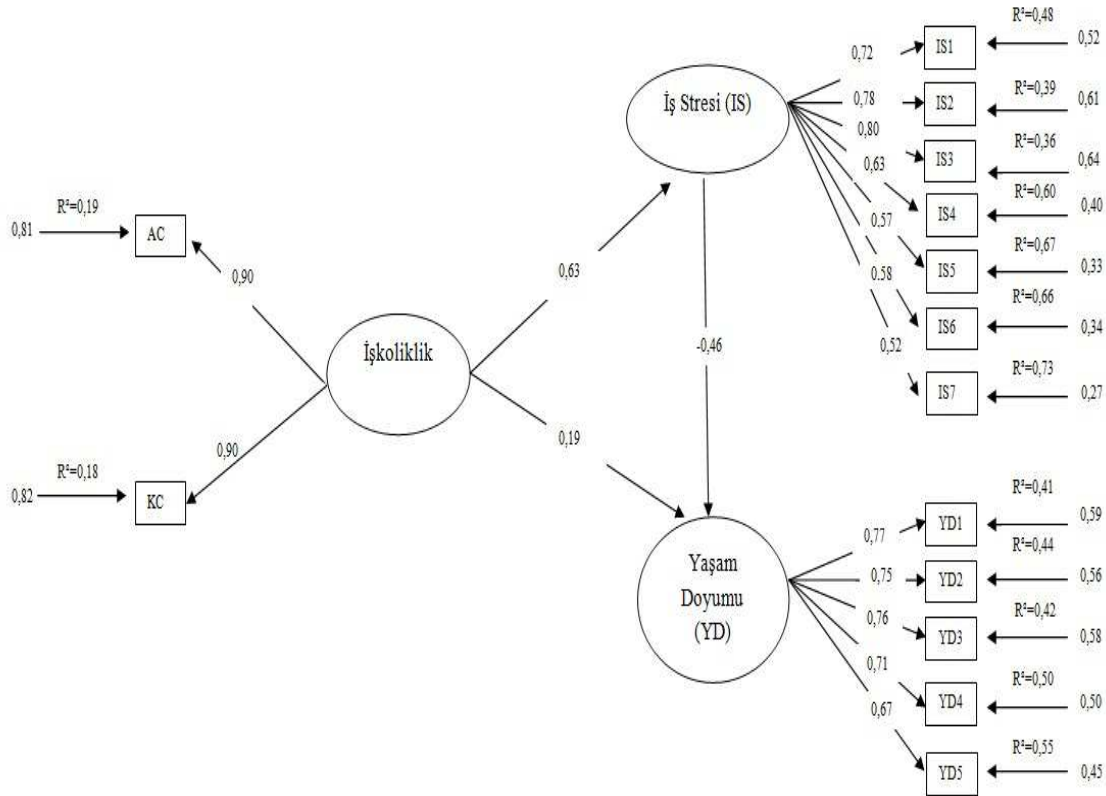 R²=0,48
0,52
0,72
IS1
İş Stresi (IS)
R²=0,39
0,61
0,78
IS2
0,80
R²=0,36
0,64
IS3
0,63
R²=0,60
0,40
IS4
R²=0,19
0,81
AC
0,57
R²=0,67
0,33
IS5
0,90
0,63
0,58
R²=0,66
0,34
IS6
İşkoliklik
-0,46
0,52
R²=0,73
0,27
IS7
0,19
0,90
R²=0,18
0,82
KC
R²=0,41
0,59
0,77
YD1
Yaşam
Doyumu
(YD)
R²=0,44
0,56
0,75
YD2
0,76
R²=0,42
0,58
YD3
0,71
R²=0,50
0,50
YD4
0,67
R²=0,55
0,45
YD5